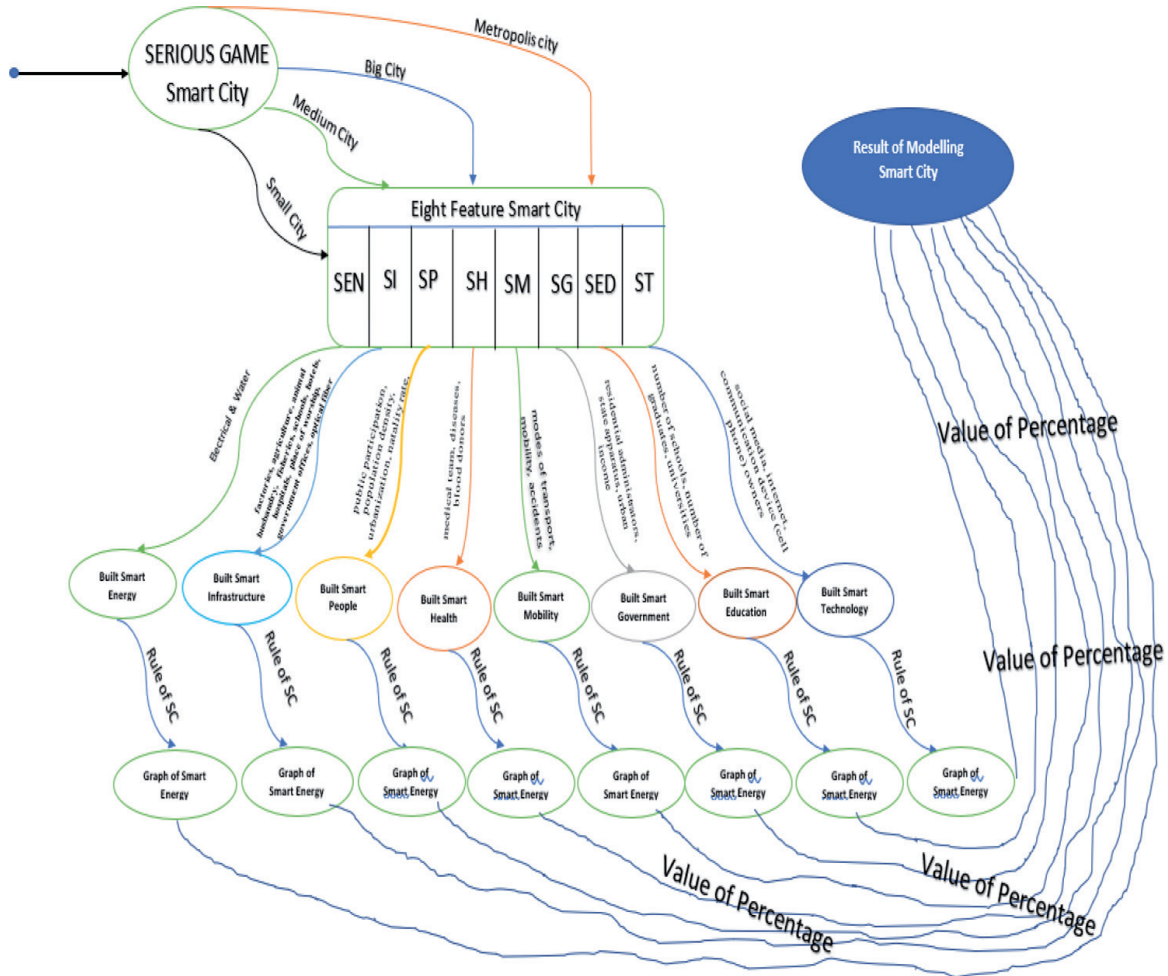 SERIOUS GAME
Smart City
Metropolis city
Big City
Medium City
Small City
Result of Modelling
Smart City
Eight Feature Smart City
SEN SI SP SH SM SG SED ST
Electrical & Water
factories, agriculture, animal
husbandry, fisheries, schools, hotels,
hospitals, place of worship,
government offices, optical fiber
public participation,
population density,
urbanization, natality rate,
medical team, diseases,
blood donors
modes of transport,
mobility, accidents
residential administrators,
state apparatus, urban
income
number of schools, number of
graduates, universities
social media, internet,
communication device (cell
phone) owners
Value of Percentage
Built Smart
Energy
Built Smart
Infrastructure
Built Smart
People
Built Smart
Health
Built Smart
Mobility
Built Smart
Government
Built Smart
Education
Built Smart
Technology
Value of Percentage
Rule of SC
Rule of SC
Rule of SC
Rule of SC
Rule of SC
Rule of SC
Rule of SC
Rule of SC
Graph of Smart
Energy
Graph of
Smart Energy
Graph of
Smart Energy
Graph of
Smart Energy
Graph of
Smart Energy
Graph of
Smart Energy
Graph of
Smart Energy
Graph of
Smart Energy
Value of Percentage
Value of Percentage